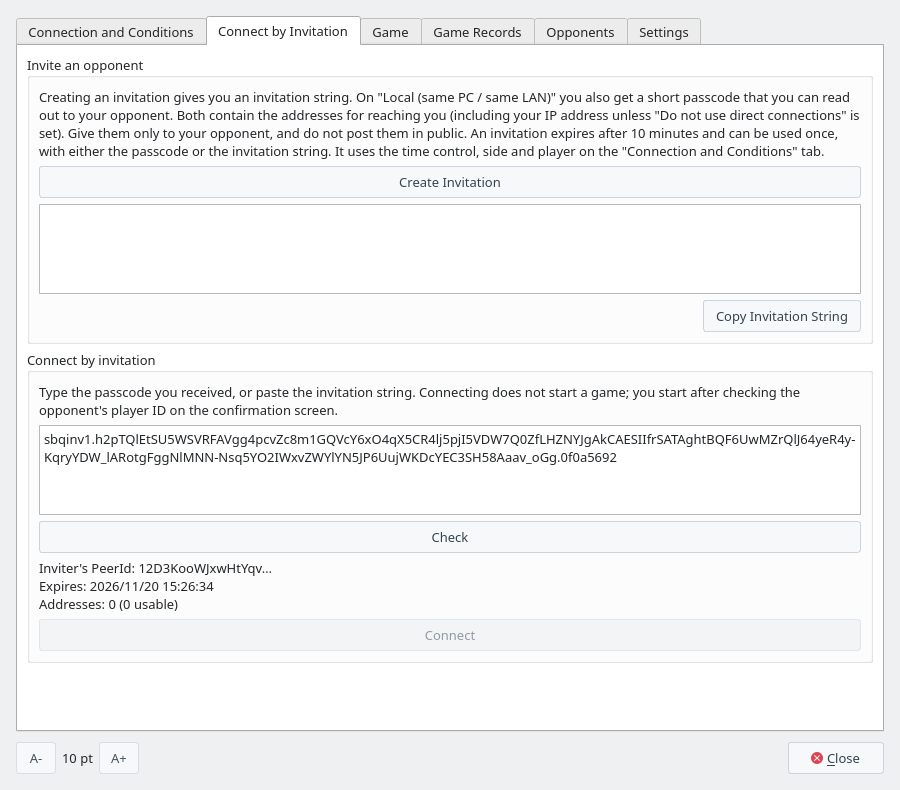 Connection and Conditions
Connect by Invitation
Game
Game Records
Opponents
Settings
Invite an opponent
Creating an invitation gives you an invitation string. On "Local (same PC / same LAN)" you also get a short passcode that you can read
out to your opponent. Both contain the addresses for reaching you (including your IP address unless "Do not use direct connections" is
set). Give them only to your opponent, and do not post them in public. An invitation expires after 10 minutes and can be used once,
with either the passcode or the invitation string. It uses the time control, side and player on the "Connection and Conditions" tab.
Create Invitation
Copy Invitation String
Connect by invitation
Type the passcode you received, or paste the invitation string. Connecting does not start a game; you start after checking the
opponent's player ID on the confirmation screen.
sbqinv1.h2pTQlEtSU5WSVRFAVgg4pcvZc8m1GQVcY6xO4qX5CR4lj5pjI5VDW7Q0ZfLHZNYJgAkCAESIIfrSATAghtBQF6UwMZrQlJ64yeR4y-
KqryYDW_lARotgFggNlMNN-Nsq5YO2IWxvZWYlYN5JP6UujWKDcYEC3SH58Aaav_oGg.0f0a5692
Check
Inviter's PeerId: 12D3KooWJxwHtYqv...
Expires: 2026/11/20 15:26:34
Addresses: 0 (0 usable)
Connect
A-
10 pt
A+
Close